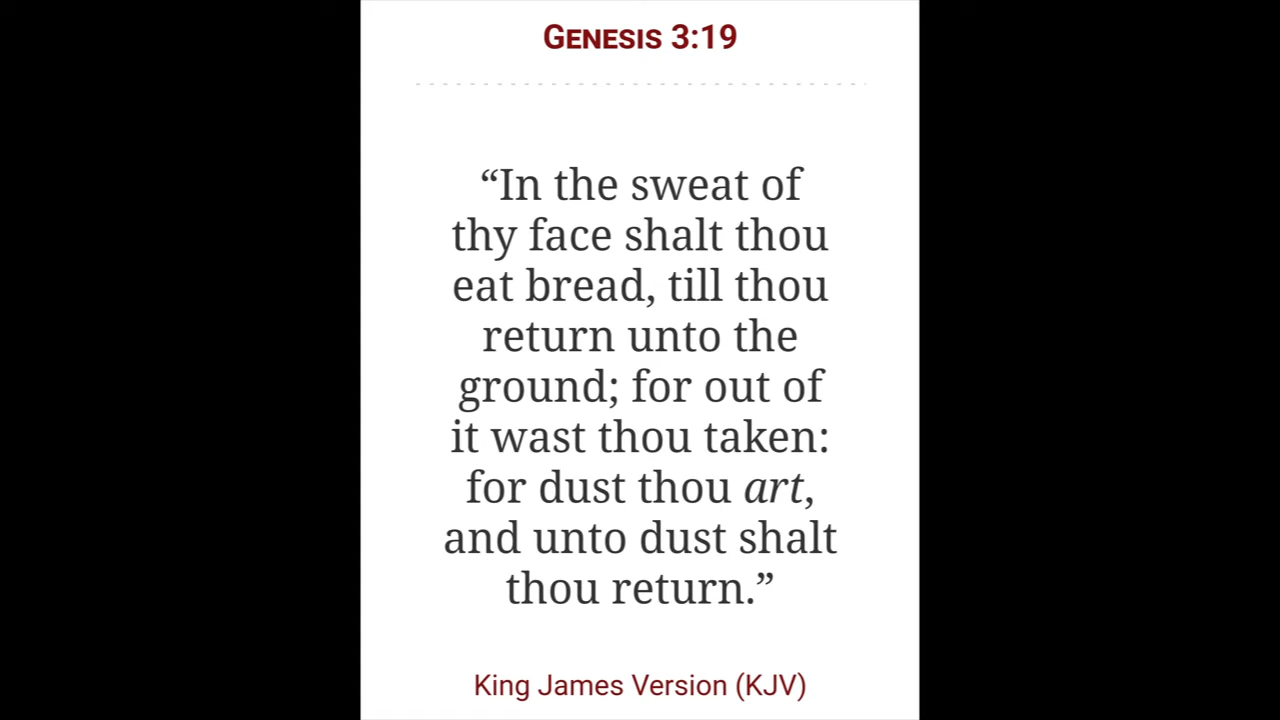 GENESIS 3:19
“In the sweat of
thy face shalt thou
eat bread, till thou
return unto the
ground; for out of
it wast thou taken:
for dust thou art,
and unto dust shalt
thou return.”
King James Version (KJV)